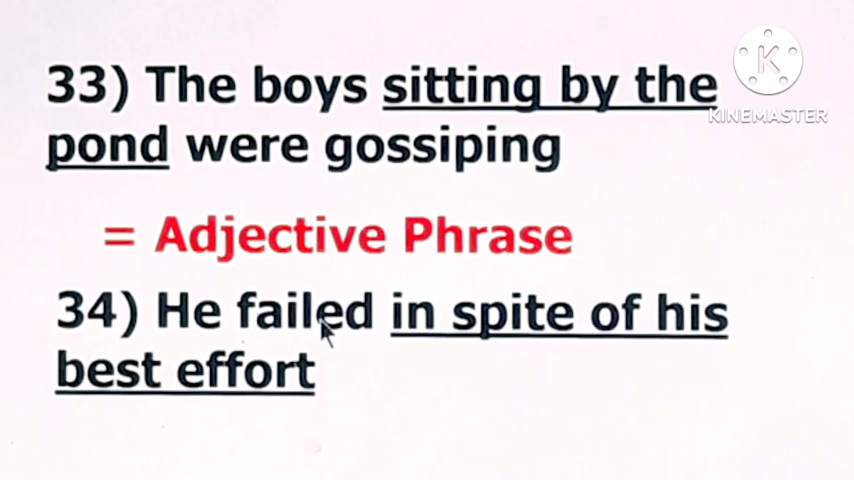 33) The boys sitting by the
pond were gossiping
= Adjective Phrase
34) He failed in spite of his
best effort
K
KINEMASTER